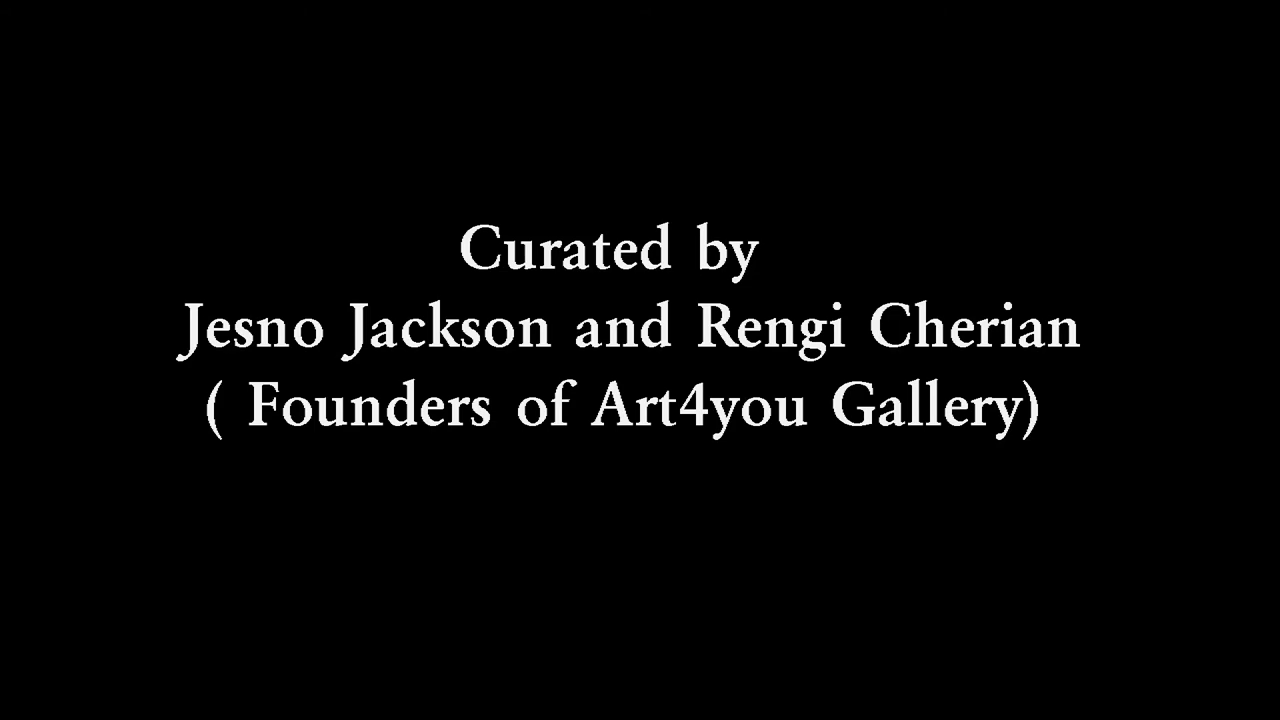 Curated by
Jesno Jackson and Rengi Cherian
( Founders of Art4you Gallery)